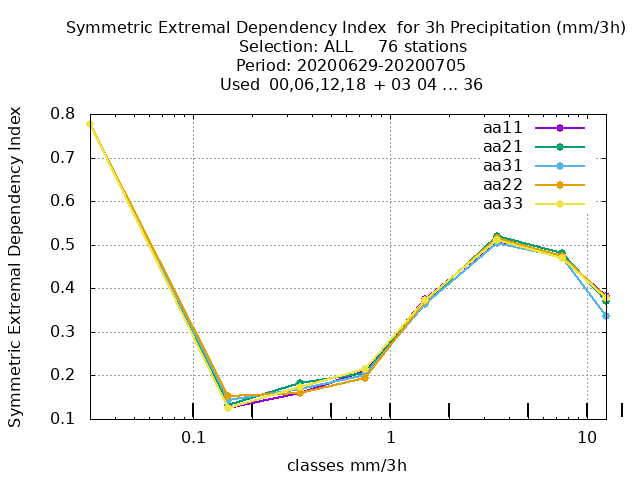 Symmetric Extremal Dependency Index  for 3h Precipitation (mm/3h)
Selection: ALL     76 stations
Period: 20200629-20200705
Used  00,06,12,18  + 03 04 ... 36
Symmetric Extremal Dependency Index
0.8
0.7
0.6
0.5
0.4
0.3
0.2
0.1
aa11
aa21
aa31
aa22
aa33
0.1
1
10
classes mm/3h